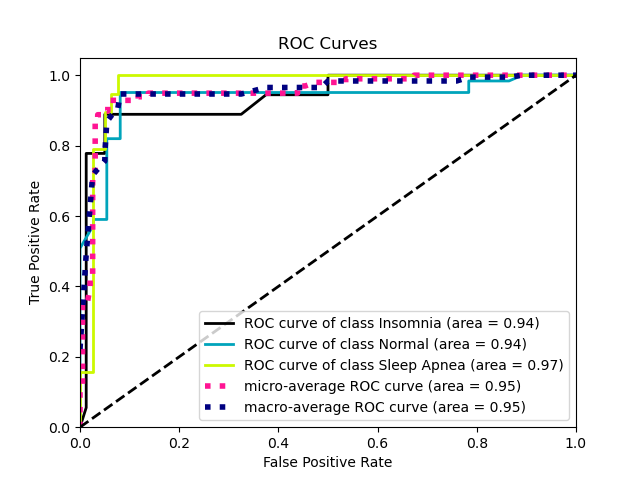 ROC Curves
True Positive Rate
1.0
0.8
0.6
0.4
0.2
0.0
ROC curve of class Insomnia (area = 0.94)
ROC curve of class Normal (area = 0.94)
ROC curve of class Sleep Apnea (area = 0.97)
micro-average ROC curve (area = 0.95)
macro-average ROC curve (area = 0.95)
0.0 0.2 0.4 0.6 0.8 1.0
False Positive Rate